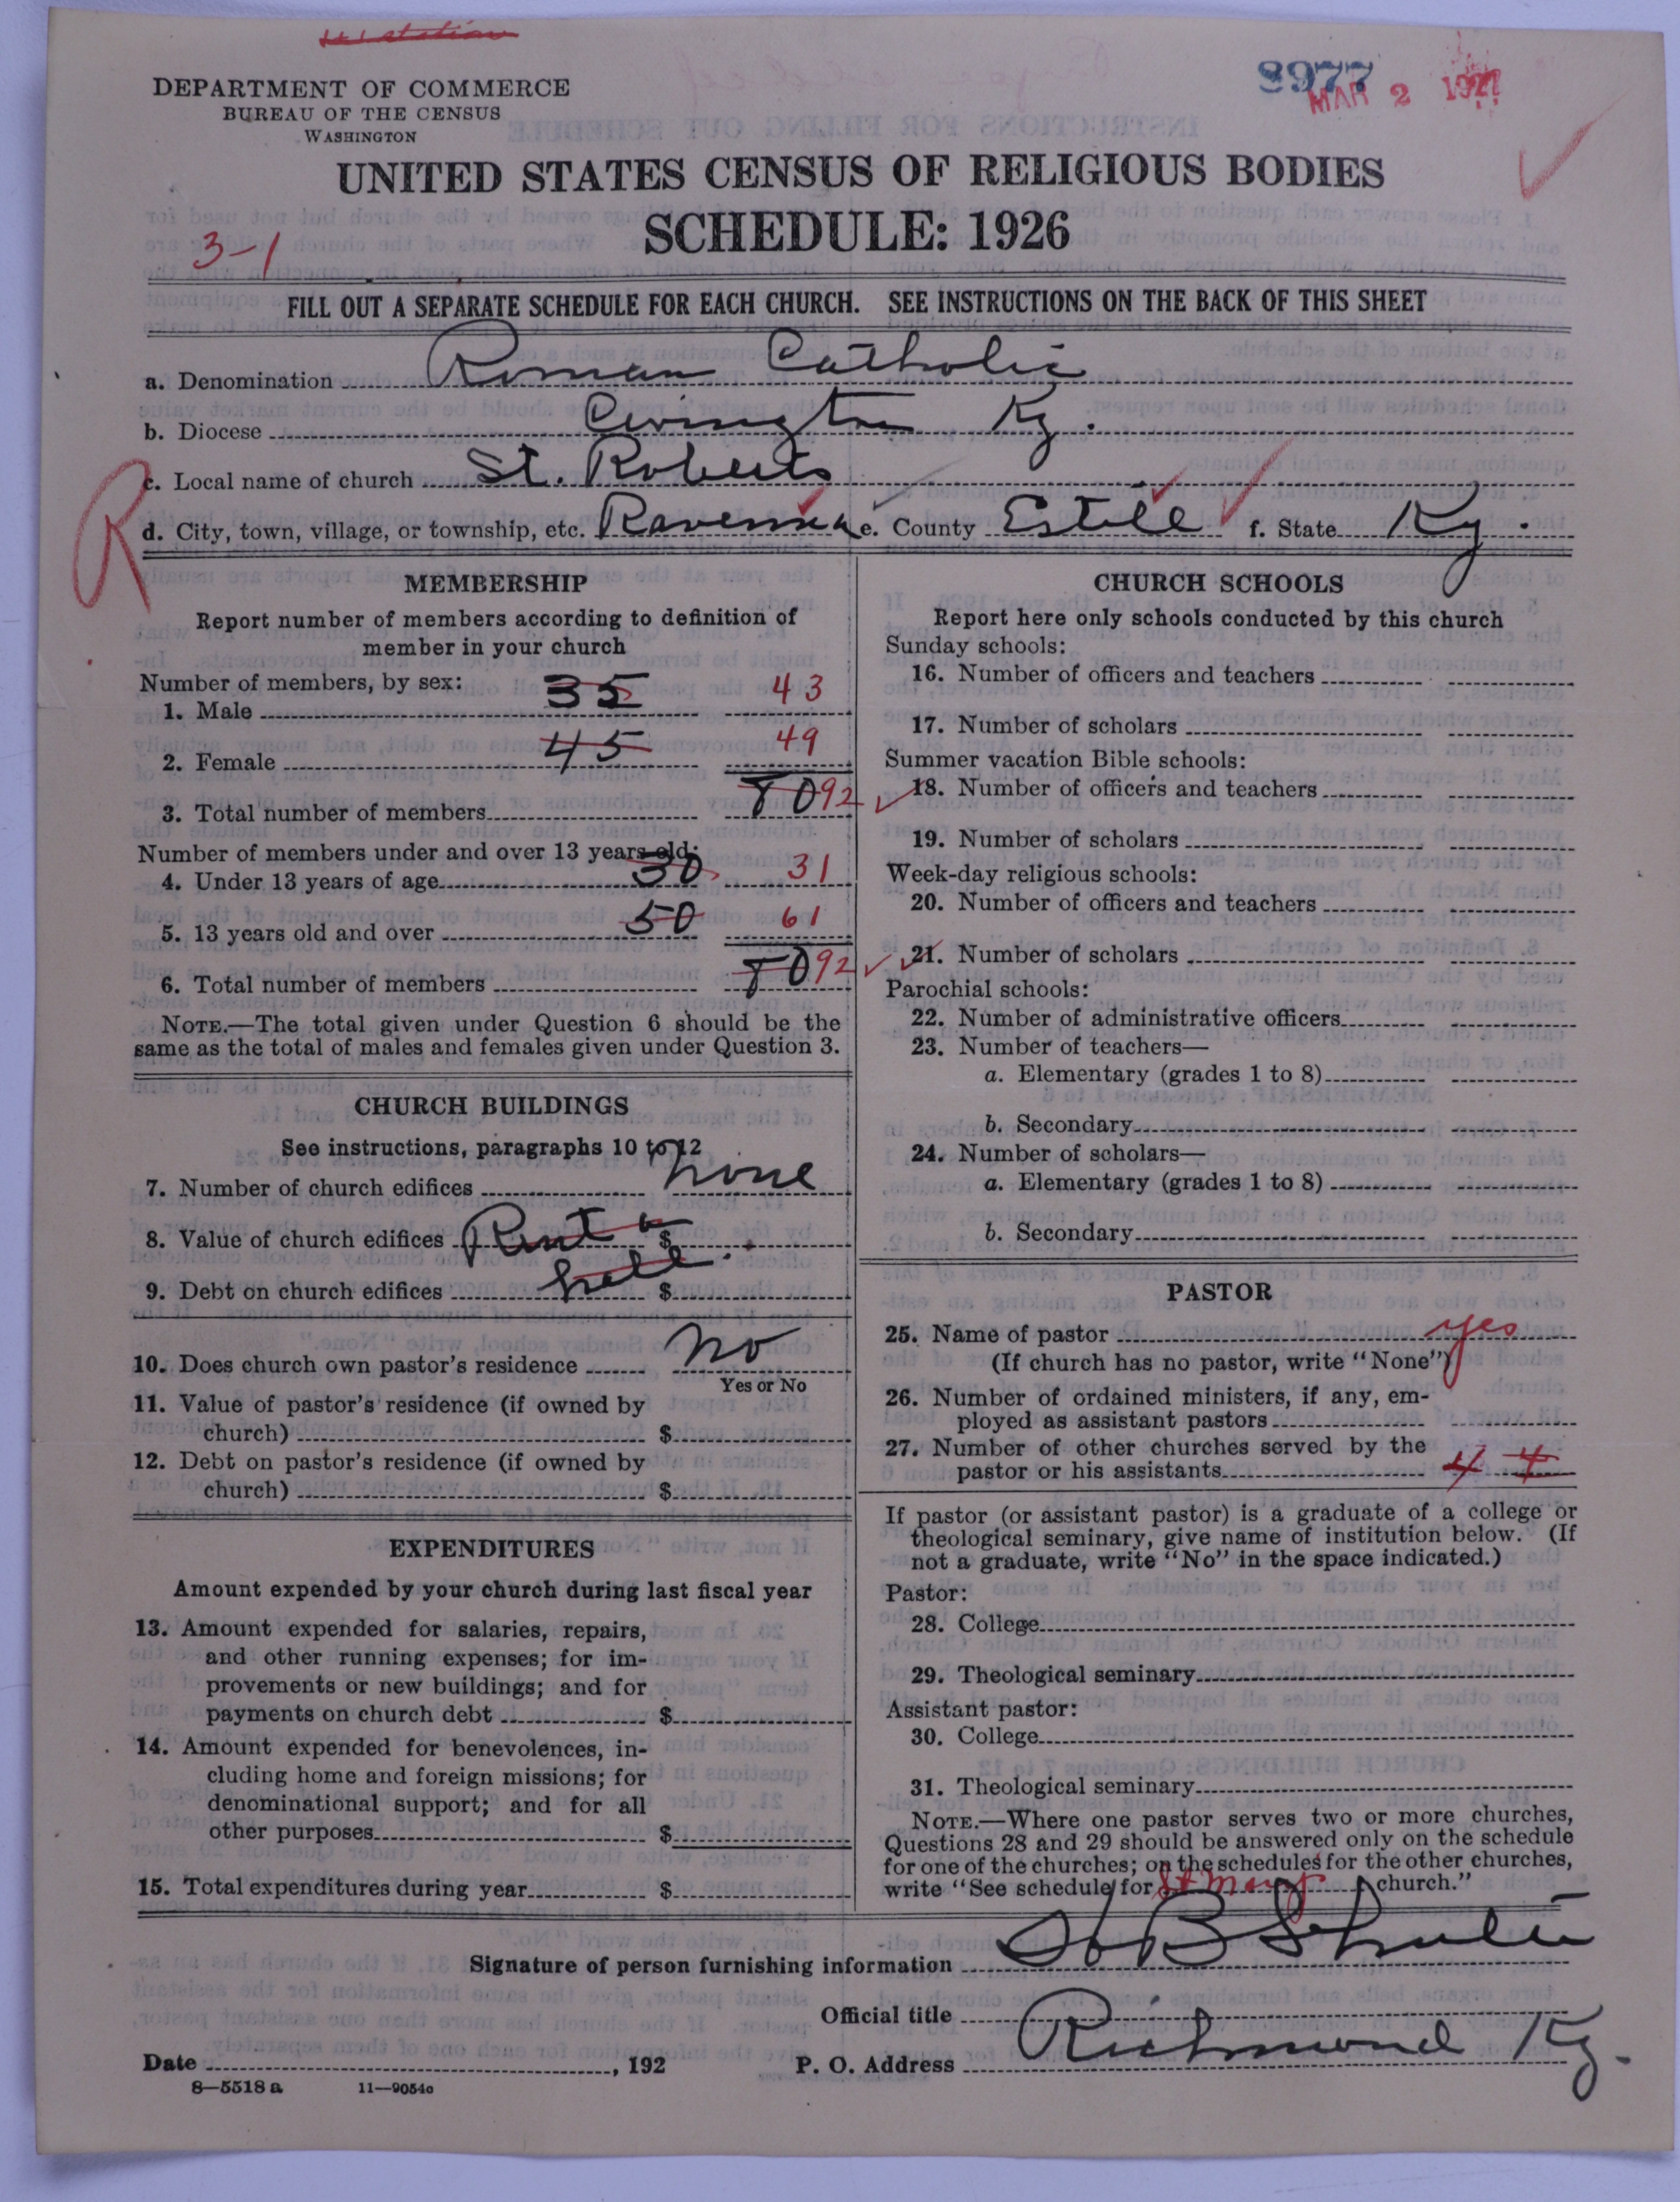 DEPARTMENT OF COMMERCE
BUREAU OF THE CENSUS
WASHINGTON
8977
MAR 2 1927
UNITED STATES CENSUS OF RELIGIOUS BODIES
SCHEDULE: 1926
3-1
FILL OUT A SEPARATE SCHEDULE FOR EACH CHURCH. SEE INSTRUCTIONS ON THE BACK OF THIS SHEET
a. Denomination Roman Catholic
b. Diocese Covington Ky.
R
c. Local name of church St. Roberts
d. City, town, village, or township, etc. Ravenna e. County Estill f. State Ky.
MEMBERSHIP
Report number of members according to definition of
member in your church
Number of members, by sex:
1. Male 35 43
2. Female 45 49
3. Total number of members 80 92
Number of members under and over 13 years old:
4. Under 13 years of age 30 31
5. 13 years old and over 50 61
6. Total number of members 80 92
NOTE.—The total given under Question 6 should be the
same as the total of males and females given under Question 3.
CHURCH BUILDINGS
See instructions, paragraphs 10 to 12
7. Number of church edifices none
8. Value of church edifices Rent a $
9. Debt on church edifices hall. $
10. Does church own pastor's residence no
Yes or No
11. Value of pastor's residence (if owned by
church) $
12. Debt on pastor's residence (if owned by
church) $
EXPENDITURES
Amount expended by your church during last fiscal year
13. Amount expended for salaries, repairs,
and other running expenses; for im-
provements or new buildings; and for
payments on church debt $
14. Amount expended for benevolences, in-
cluding home and foreign missions; for
denominational support; and for all
other purposes $
15. Total expenditures during year $
CHURCH SCHOOLS
Report here only schools conducted by this church
Sunday schools:
16. Number of officers and teachers
17. Number of scholars
Summer vacation Bible schools:
18. Number of officers and teachers
19. Number of scholars
Week-day religious schools:
20. Number of officers and teachers
21. Number of scholars
Parochial schools:
22. Number of administrative officers
23. Number of teachers—
a. Elementary (grades 1 to 8)
b. Secondary
24. Number of scholars—
a. Elementary (grades 1 to 8)
b. Secondary
PASTOR
25. Name of pastor yes
(If church has no pastor, write "None")
26. Number of ordained ministers, if any, em-
ployed as assistant pastors
27. Number of other churches served by the
pastor or his assistants 4 4
If pastor (or assistant pastor) is a graduate of a college or
theological seminary, give name of institution below. (If
not a graduate, write "No" in the space indicated.)
Pastor:
28. College
29. Theological seminary
Assistant pastor:
30. College
31. Theological seminary
NOTE.—Where one pastor serves two or more churches,
Questions 28 and 29 should be answered only on the schedule
for one of the churches; on the schedules for the other churches,
write "See schedule for St Marys church."
Signature of person furnishing information
Official title
Date , 192 P. O. Address Richmond Ky.
8—5518 a 11—9054a